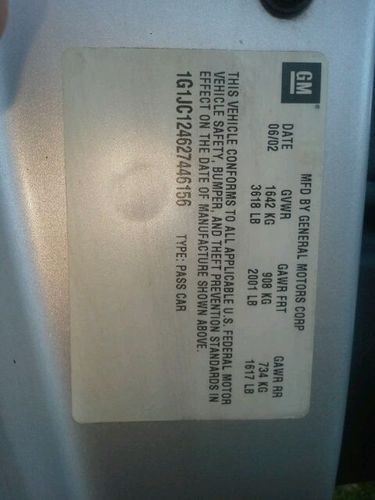 GM
MFD BY GENERAL MOTORS CORP
DATE GVWR GAWR FRT GAWR RR
06/02 1642 KG 908 KG 734 KG
3618 LB 2001 LB 1617 LB
THIS VEHICLE CONFORMS TO ALL APPLICABLE U.S. FEDERAL MOTOR
VEHICLE SAFETY, BUMPER, AND THEFT PREVENTION STANDARDS IN
EFFECT ON THE DATE OF MANUFACTURE SHOWN ABOVE.
1G1JC124627446156 TYPE: PASS CAR